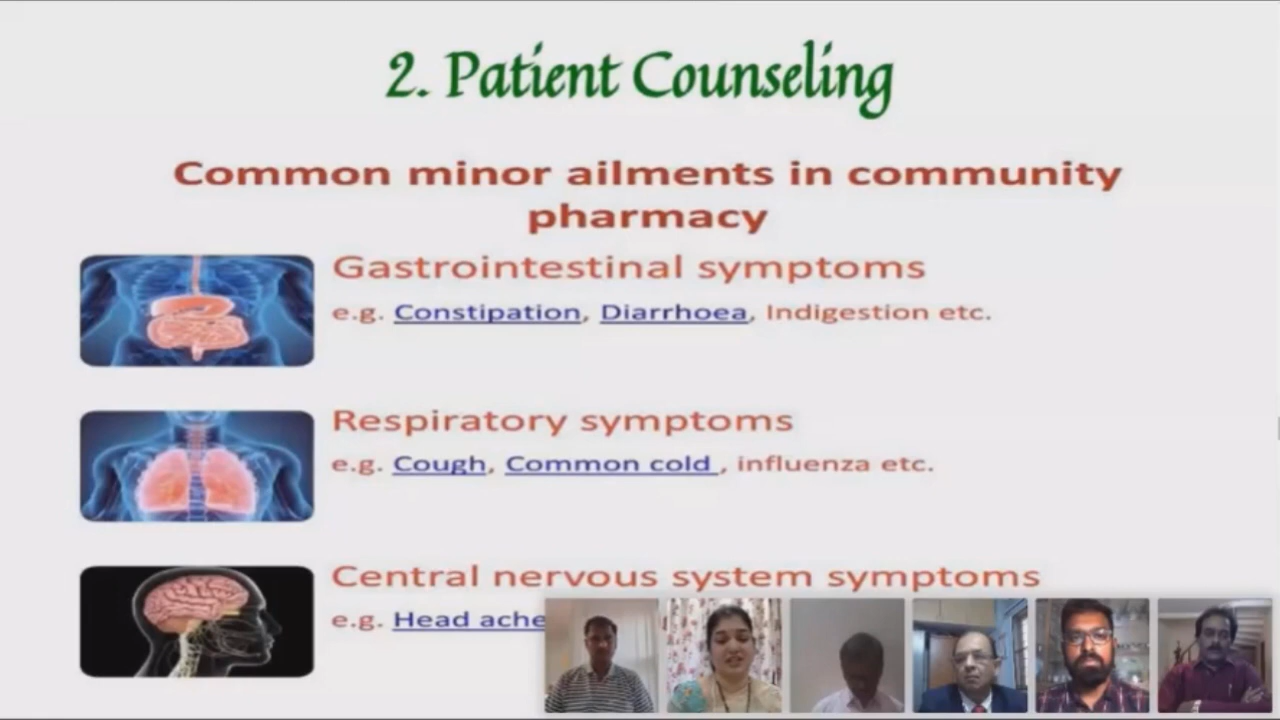 2. Patient Counseling
Common minor ailments in community
pharmacy
Gastrointestinal symptoms
e.g. Constipation, Diarrhoea, Indigestion etc.
Respiratory symptoms
e.g. Cough, Common cold , influenza etc.
Central nervous system symptoms
e.g. Head ache